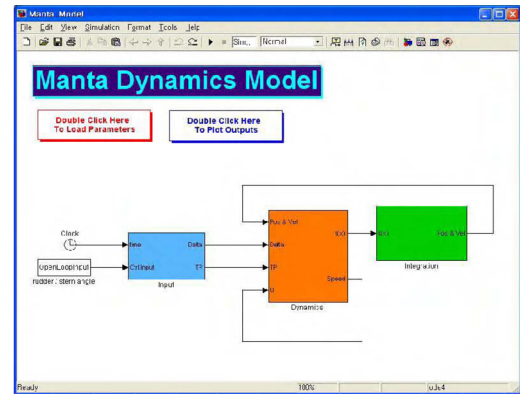 Manta Model
File Edit View Simulation Format Tools Help
Normal
Manta Dynamics Model
Double Click Here
To Load Parameters
Double Click Here
To Plot Outputs
Clock
time
Delta
OpenLoopInput
Ctrl Input
TP
rudder / stern angle
Input
Pos & Vel
f(x)
Delta
TP
Speed
U
Dynamics
f(x)
Pos & Vel
Integration
Ready
100%
ode4